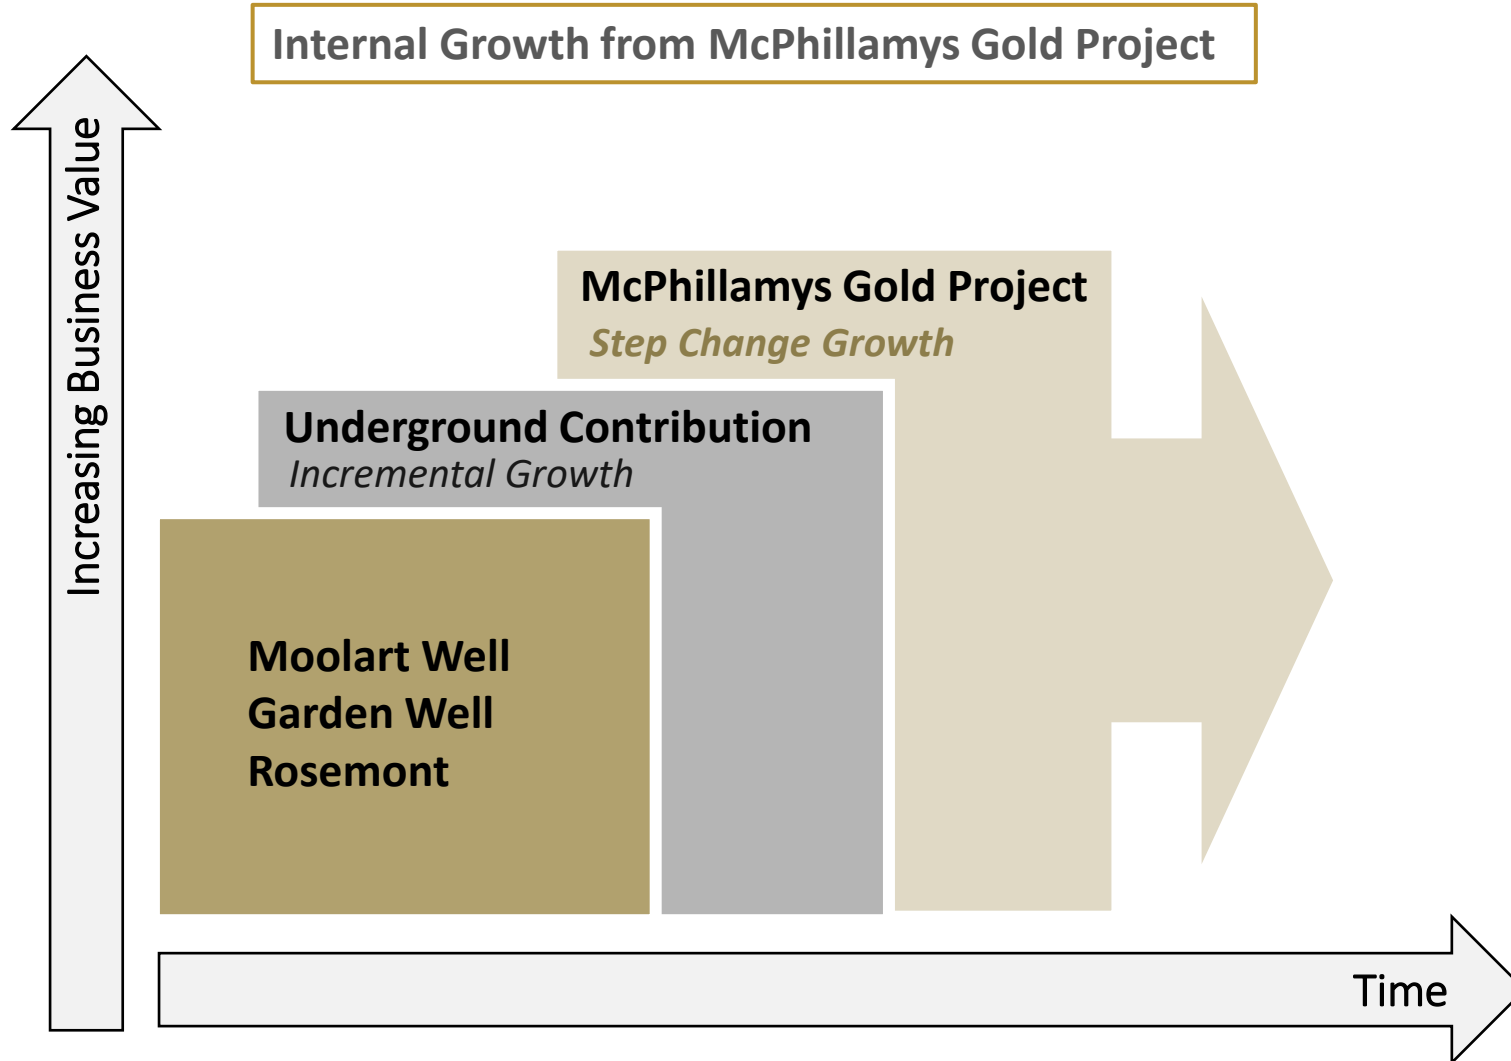 Internal Growth from McPhillamys Gold Project
Increasing Business Value
McPhillamys Gold Project
Step Change Growth
Underground Contribution
Incremental Growth
Moolart Well
Garden Well
Rosemont
Time